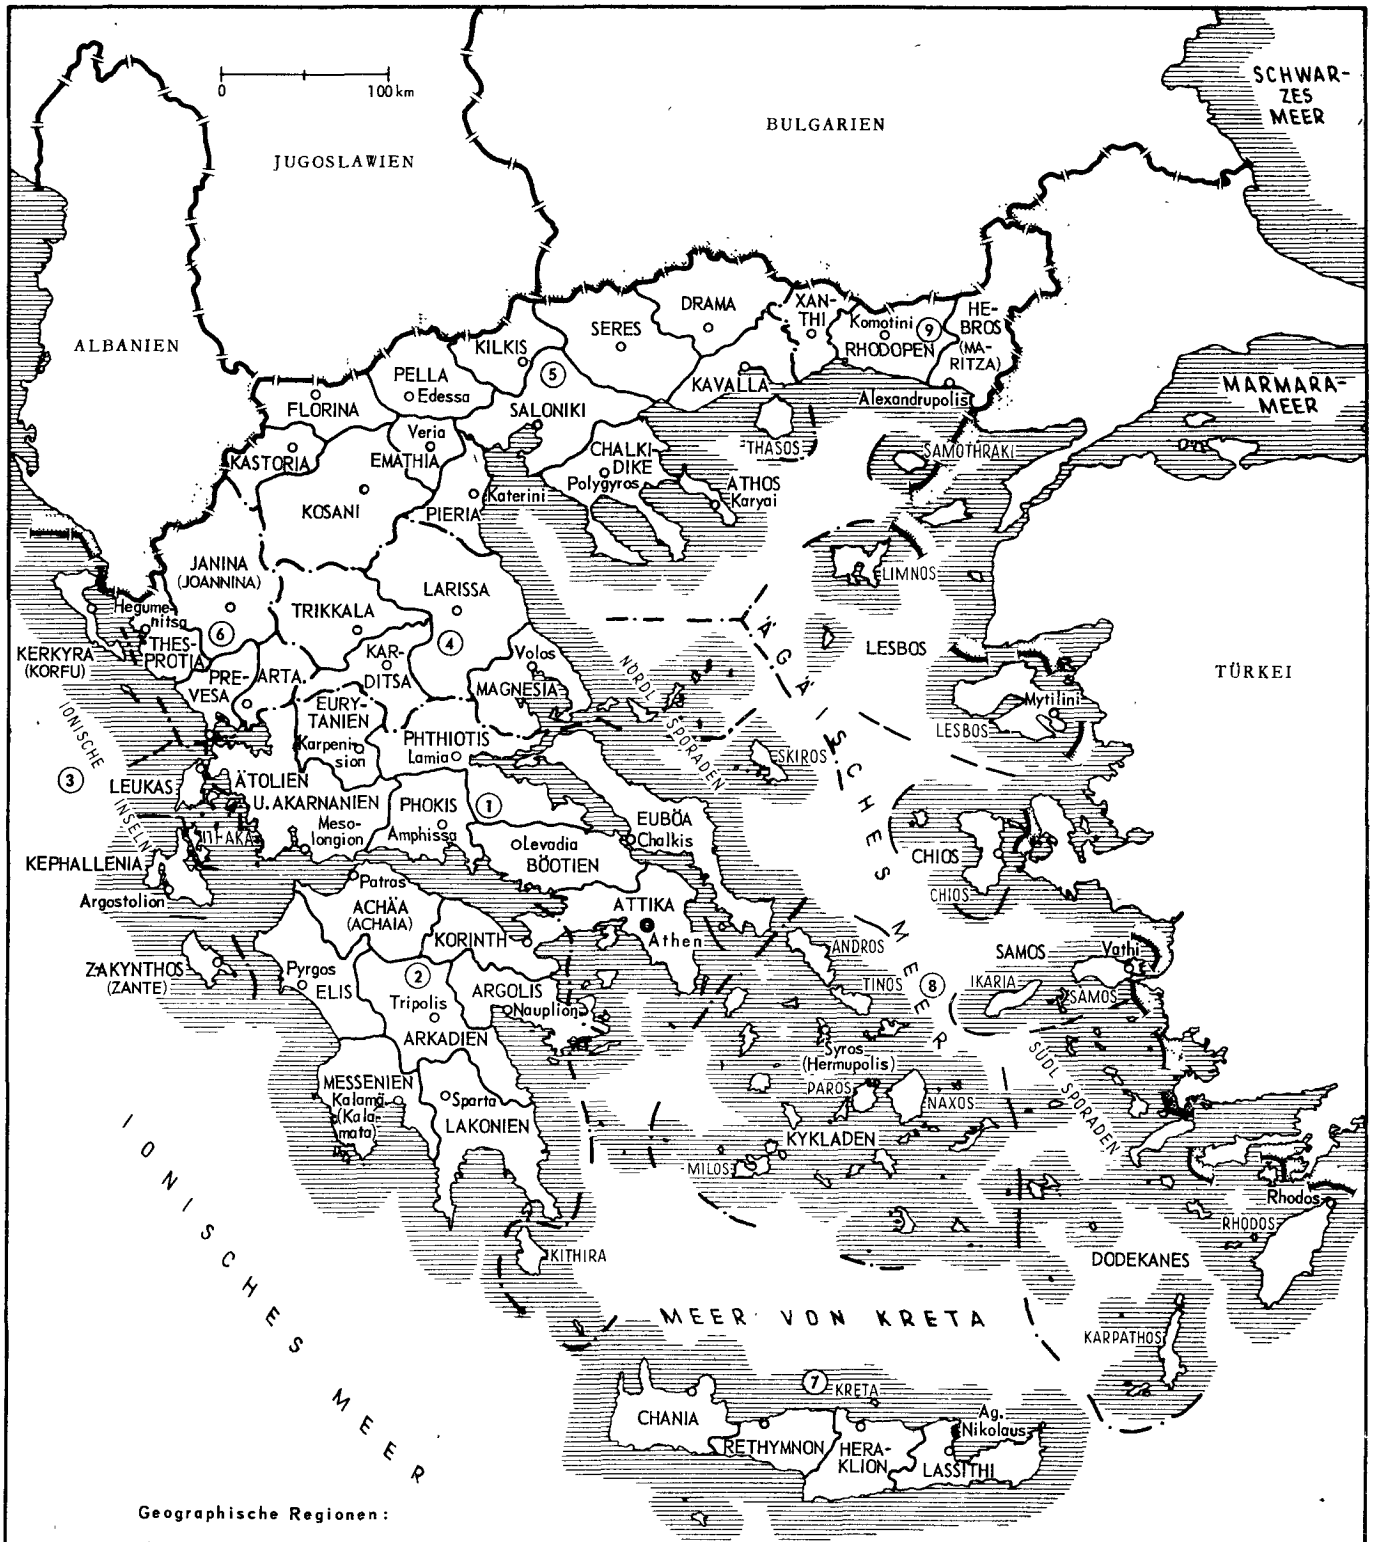 SCHWAR-
ZES
MEER
0 100 km
BULGARIEN
JUGOSLAWIEN
ALBANIEN
MARMARA-
MEER
TÜRKEI
DRAMA
XAN-
THI
Komotini
9
RHODOPEN
HE-
BROS
(MA-
RITZA)
SERES
KILKIS
5
KAVALLA
Alexandrupolis
PELLA
Edessa
FLORINA
SALONIKI
Veria
EMATHIA
KASTORIA
CHALKI-
DIKE
Polygyros
THASOS
SAMOTHRAKI
ATHOS
Karyai
KOSANI
PIERIA
Katerini
JANINA
(JOANNINA)
LIMNOS
Hegume-
nitsa
TRIKKALA
LARISSA
6
4
THES-
PROTIA
KERKYRA
(KORFU)
KAR-
DITSA
Volos
MAGNESIA
LESBOS
PRE-
VESA
ARTA
EURY-
TANIEN
Karpeni-
sion
PHTHIOTIS
Lamia
NÖRDL.
SPORADEN
ÄGÄISCHES MEER
SKIROS
Mytilini
LESBOS
IONISCHE
INSELN
3
LEUKAS
ÄTOLIEN
U. AKARNANIEN
Meso-
longion
PHOKIS
Amphissa
1
Levadia
BÖOTIEN
EUBÖA
Chalkis
ITHAKA
KEPHALLENIA
Argostolion
CHIOS
CHIOS
Patras
ACHÄA
(ACHAIA)
KORINTH
ATTIKA
Athen
ANDROS
TINOS
8
SAMOS
Vathi
IKARIA
SAMOS
ZAKYNTHOS
(ZANTE)
Pyrgos
ELIS
2
Tripolis
ARKADIEN
ARGOLIS
Nauplion
SÜDL. SPORADEN
Syros
(Hermupolis)
PAROS
NAXOS
KYKLADEN
MILOS
MESSENIEN
Kalamä
(Kala-
mata)
Sparta
LAKONIEN
Rhodos
RHODOS
DODEKANES
KITHIRA
MEER VON KRETA
KARPATHOS
IONISCHES MEER
7
KRETA
CHANIA
RETHYMNON
HERA-
KLION
Ag.
Nikolaus
LASSITHI
Geographische Regionen: